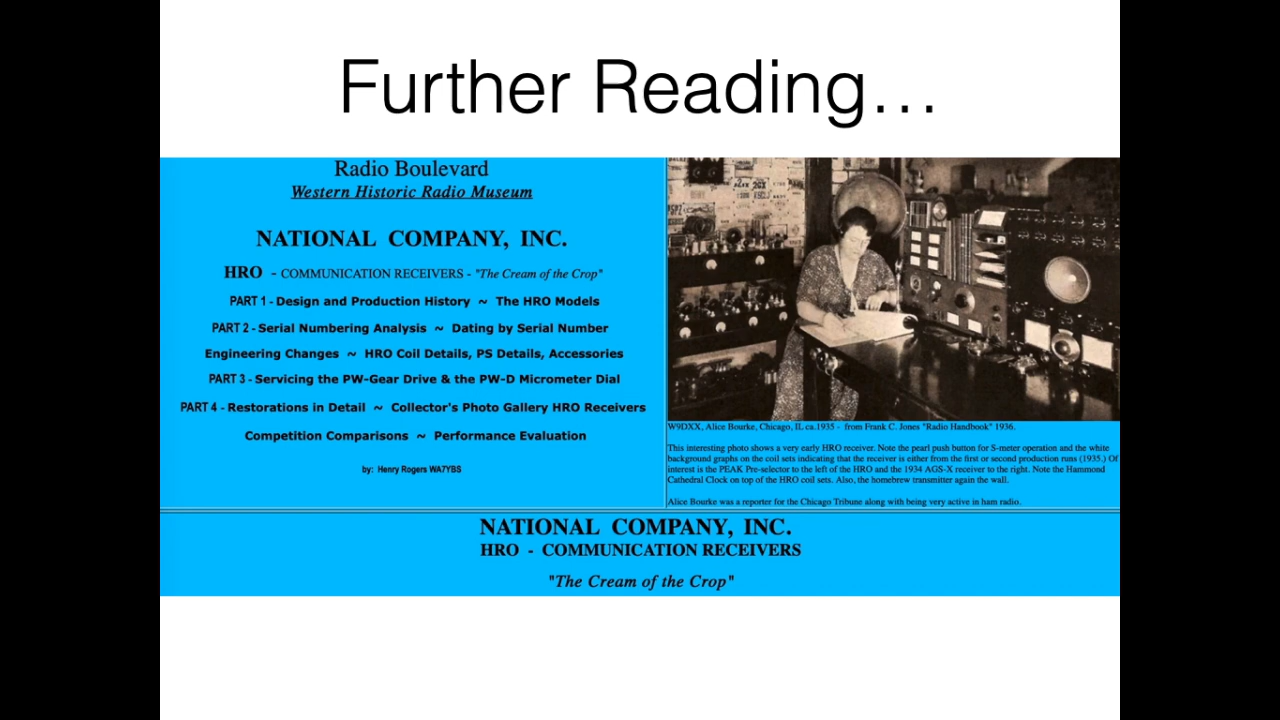 Further Reading…
Radio Boulevard
Western Historic Radio Museum
NATIONAL COMPANY, INC.
HRO - COMMUNICATION RECEIVERS - "The Cream of the Crop"
PART 1 - Design and Production History ~ The HRO Models
PART 2 - Serial Numbering Analysis ~ Dating by Serial Number
Engineering Changes ~ HRO Coil Details, PS Details, Accessories
PART 3 - Servicing the PW-Gear Drive & the PW-D Micrometer Dial
PART 4 - Restorations in Detail ~ Collector's Photo Gallery HRO Receivers
Competition Comparisons ~ Performance Evaluation
by: Henry Rogers WA7YBS
W9DXX, Alice Bourke, Chicago, IL ca.1935 - from Frank C. Jones "Radio Handbook" 1936.
This interesting photo shows a very early HRO receiver. Note the pearl push button for S-meter operation and the white
background graphs on the coil sets indicating that the receiver is either from the first or second production runs (1935.) Of
interest is the PEAK Pre-selector to the left of the HRO and the 1934 AGS-X receiver to the right. Note the Hammond
Cathedral Clock on top of the HRO coil sets. Also, the homebrew transmitter again the wall.
Alice Bourke was a reporter for the Chicago Tribune along with being very active in ham radio.
NATIONAL COMPANY, INC.
HRO - COMMUNICATION RECEIVERS
"The Cream of the Crop"